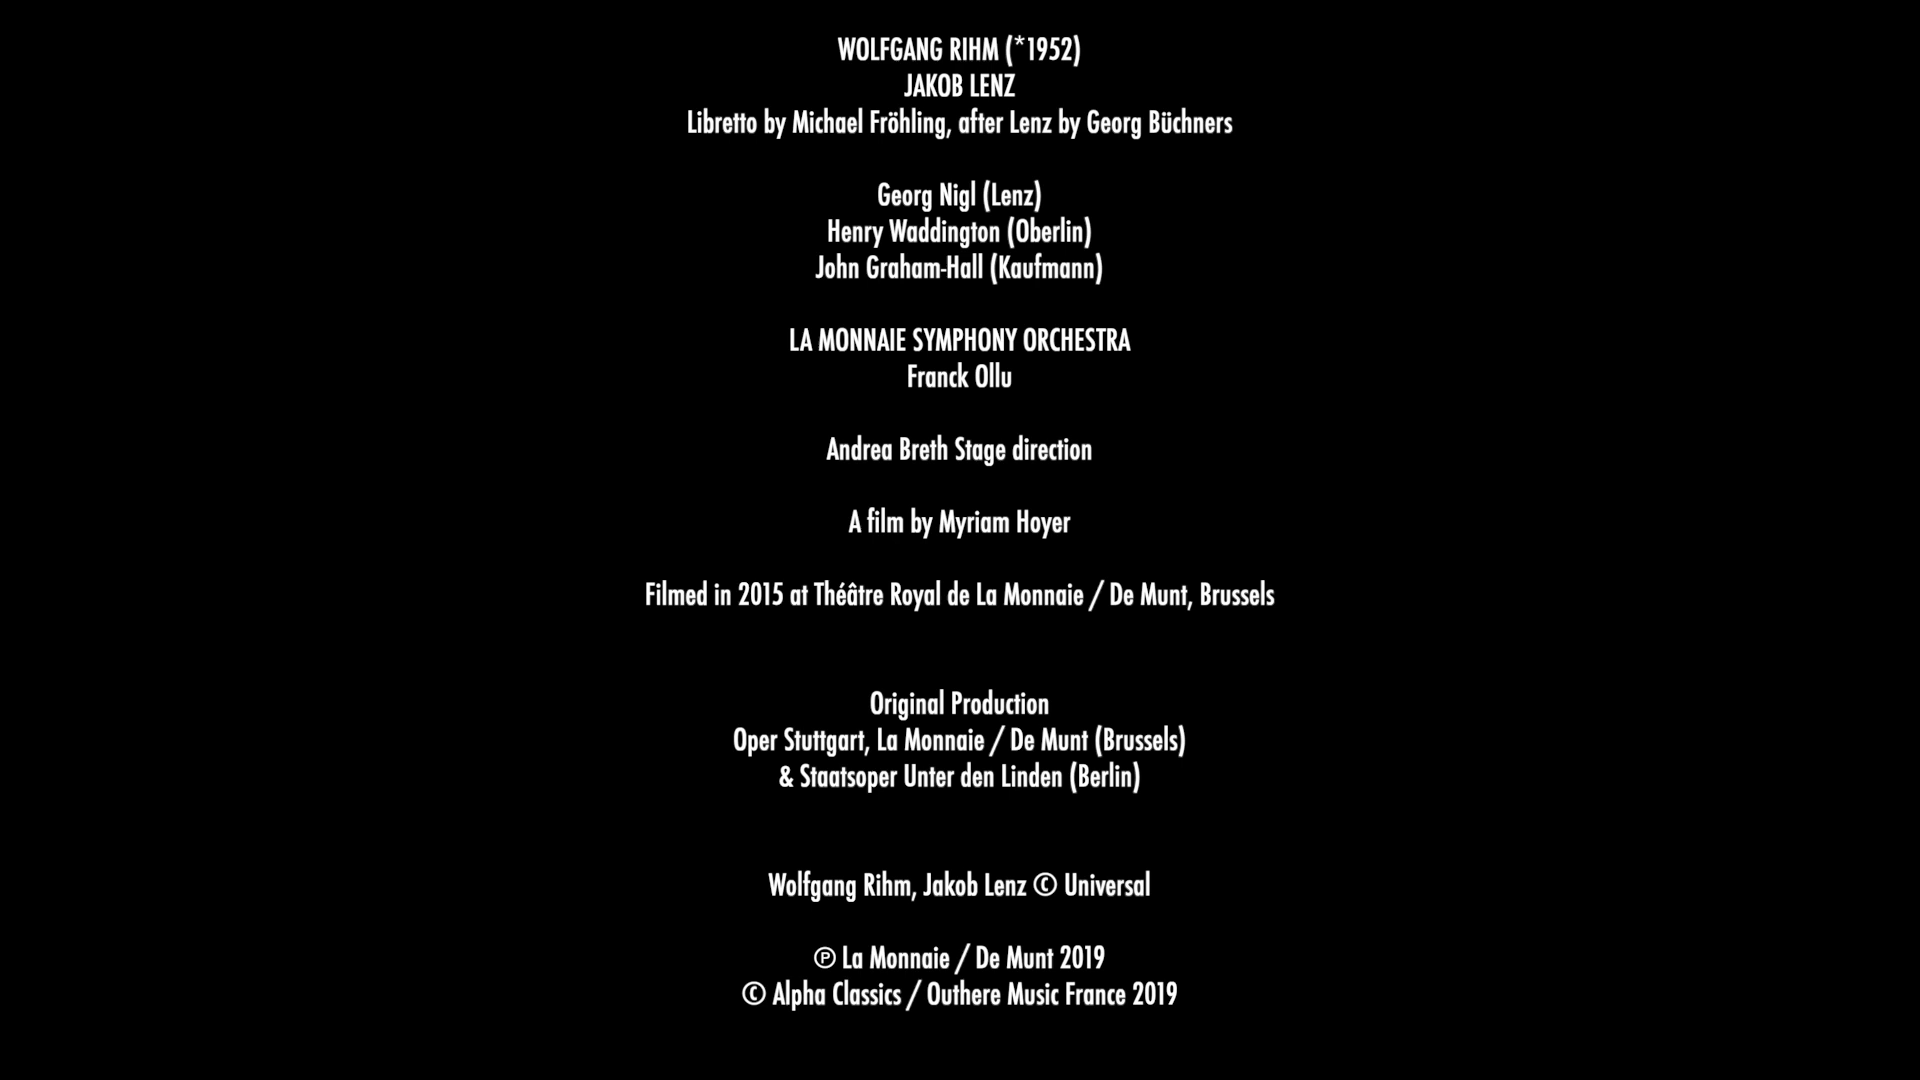 WOLFGANG RIHM (*1952)
JAKOB LENZ
Libretto by Michael Fröhling, after Lenz by Georg Büchners
Georg Nigl (Lenz)
Henry Waddington (Oberlin)
John Graham-Hall (Kaufmann)
LA MONNAIE SYMPHONY ORCHESTRA
Franck Ollu
Andrea Breth Stage direction
A film by Myriam Hoyer
Filmed in 2015 at Théâtre Royal de La Monnaie / De Munt, Brussels
Original Production
Oper Stuttgart, La Monnaie / De Munt (Brussels)
& Staatsoper Unter den Linden (Berlin)
Wolfgang Rihm, Jakob Lenz © Universal
℗ La Monnaie / De Munt 2019
© Alpha Classics / Outhere Music France 2019